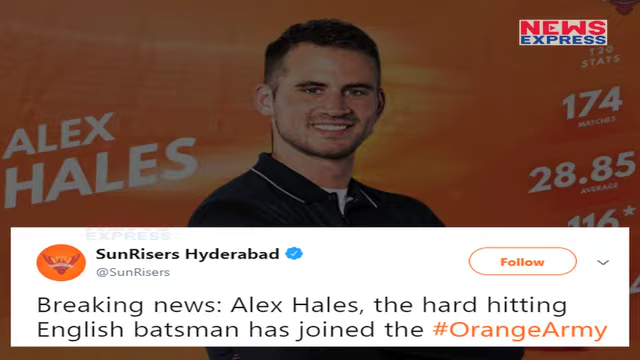 NEWS
EXPRESS
T20
STATS
ALEX
HALES
174
MATCHES
28.85
AVERAGE
116*
EXPRESS
SunRisers Hyderabad
@SunRisers
Follow
Breaking news: Alex Hales, the hard hitting
English batsman has joined the #OrangeArmy